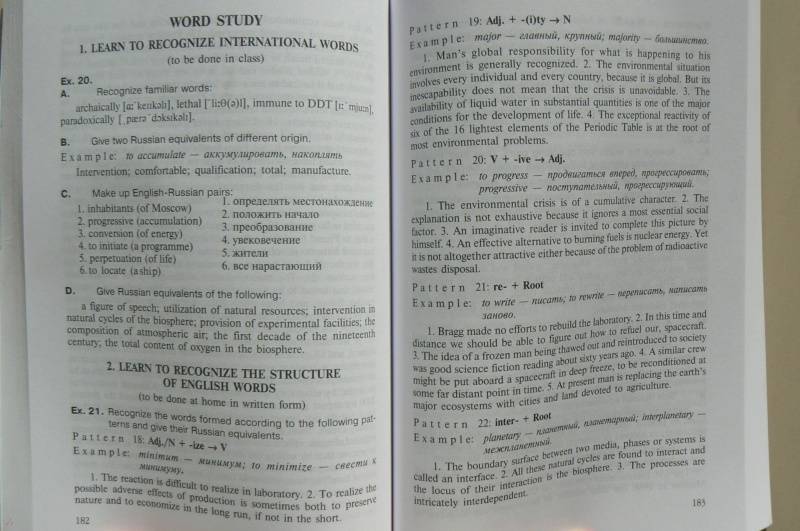 WORD STUDY
1. LEARN TO RECOGNIZE INTERNATIONAL WORDS
(to be done in class)
Ex. 20.
A. Recognize familiar words:
archaically [ɑ:ˈkeɪɪkəlɪ], lethal [ˈli:θ(ə)l], immune to DDT [ɪˈmju:n],
paradoxically [ˌpærəˈdɔksɪkəlɪ].
B. Give two Russian equivalents of different origin.
Example: to accumulate — аккумулировать, накоплять
Intervention; comfortable; qualification; total; manufacture.
C. Make up English-Russian pairs:
1. inhabitants (of Moscow) 1. определять местонахождение
2. progressive (accumulation) 2. положить начало
3. conversion (of energy) 3. преобразование
4. to initiate (a programme) 4. увековечение
5. perpetuation (of life) 5. жители
6. to locate (a ship) 6. все нарастающий
D. Give Russian equivalents of the following:
a figure of speech; utilization of natural resources; intervention in
natural cycles of the biosphere; provision of experimental facilities; the
composition of atmospheric air; the first decade of the nineteenth
century; the total content of oxygen in the biosphere.
2. LEARN TO RECOGNIZE THE STRUCTURE
OF ENGLISH WORDS
(to be done at home in written form)
Ex. 21. Recognize the words formed according to the following pat-
terns and give their Russian equivalents.
Pattern 18: Adj./N + -ize → V
Example: minimum — минимум; to minimize — свести к
минимуму.
1. The reaction is difficult to realize in laboratory. 2. To realize the
possible adverse effects of production is sometimes both to preserve
nature and to economize in the long run, if not in the short.
182
Pattern 19: Adj. + -(i)ty → N
Example: major — главный, крупный; majority — большинство.
1. Man's global responsibility for what is happening to his
environment is generally recognized. 2. The environmental situation
involves every individual and every country, because it is global. But its
inescapability does not mean that the crisis is unavoidable. 3. The
availability of liquid water in substantial quantities is one of the major
conditions for the development of life. 4. The exceptional reactivity of
six of the 16 lightest elements of the Periodic Table is at the root of
most environmental problems.
Pattern 20: V + -ive → Adj.
Example: to progress — продвигаться вперед, прогрессировать;
progressive — поступательный, прогрессирующий.
1. The environmental crisis is of a cumulative character. 2. The
explanation is not exhaustive because it ignores a most essential social
factor. 3. An imaginative reader is invited to complete this picture by
himself. 4. An effective alternative to burning fuels is nuclear energy. Yet
it is not altogether attractive either because of the problem of radioactive
wastes disposal.
Pattern 21: re- + Root
Example: to write — писать; to rewrite — переписать, написать
заново.
1. Bragg made no efforts to rebuild the laboratory. 2. In this time and
distance we should be able to figure out how to refuel our, spacecraft.
3. The idea of a frozen man being thawed out and reintroduced to society
was good science fiction reading about sixty years ago. 4. A similar crew
might be put aboard a spacecraft in deep freeze, to be reconditioned at
some far distant point in time. 5. At present man is replacing the earth's
major ecosystems with cities and land devoted to agriculture.
Pattern 22: inter- + Root
Example: planetary — планетный, планетарный; interplanetary —
межпланетный.
1. The boundary surface between two media, phases or systems is
called an interface. 2. All these natural cycles are found to interact and
the locus of their interaction is the biosphere. 3. The processes are
intricately interdependent.
183